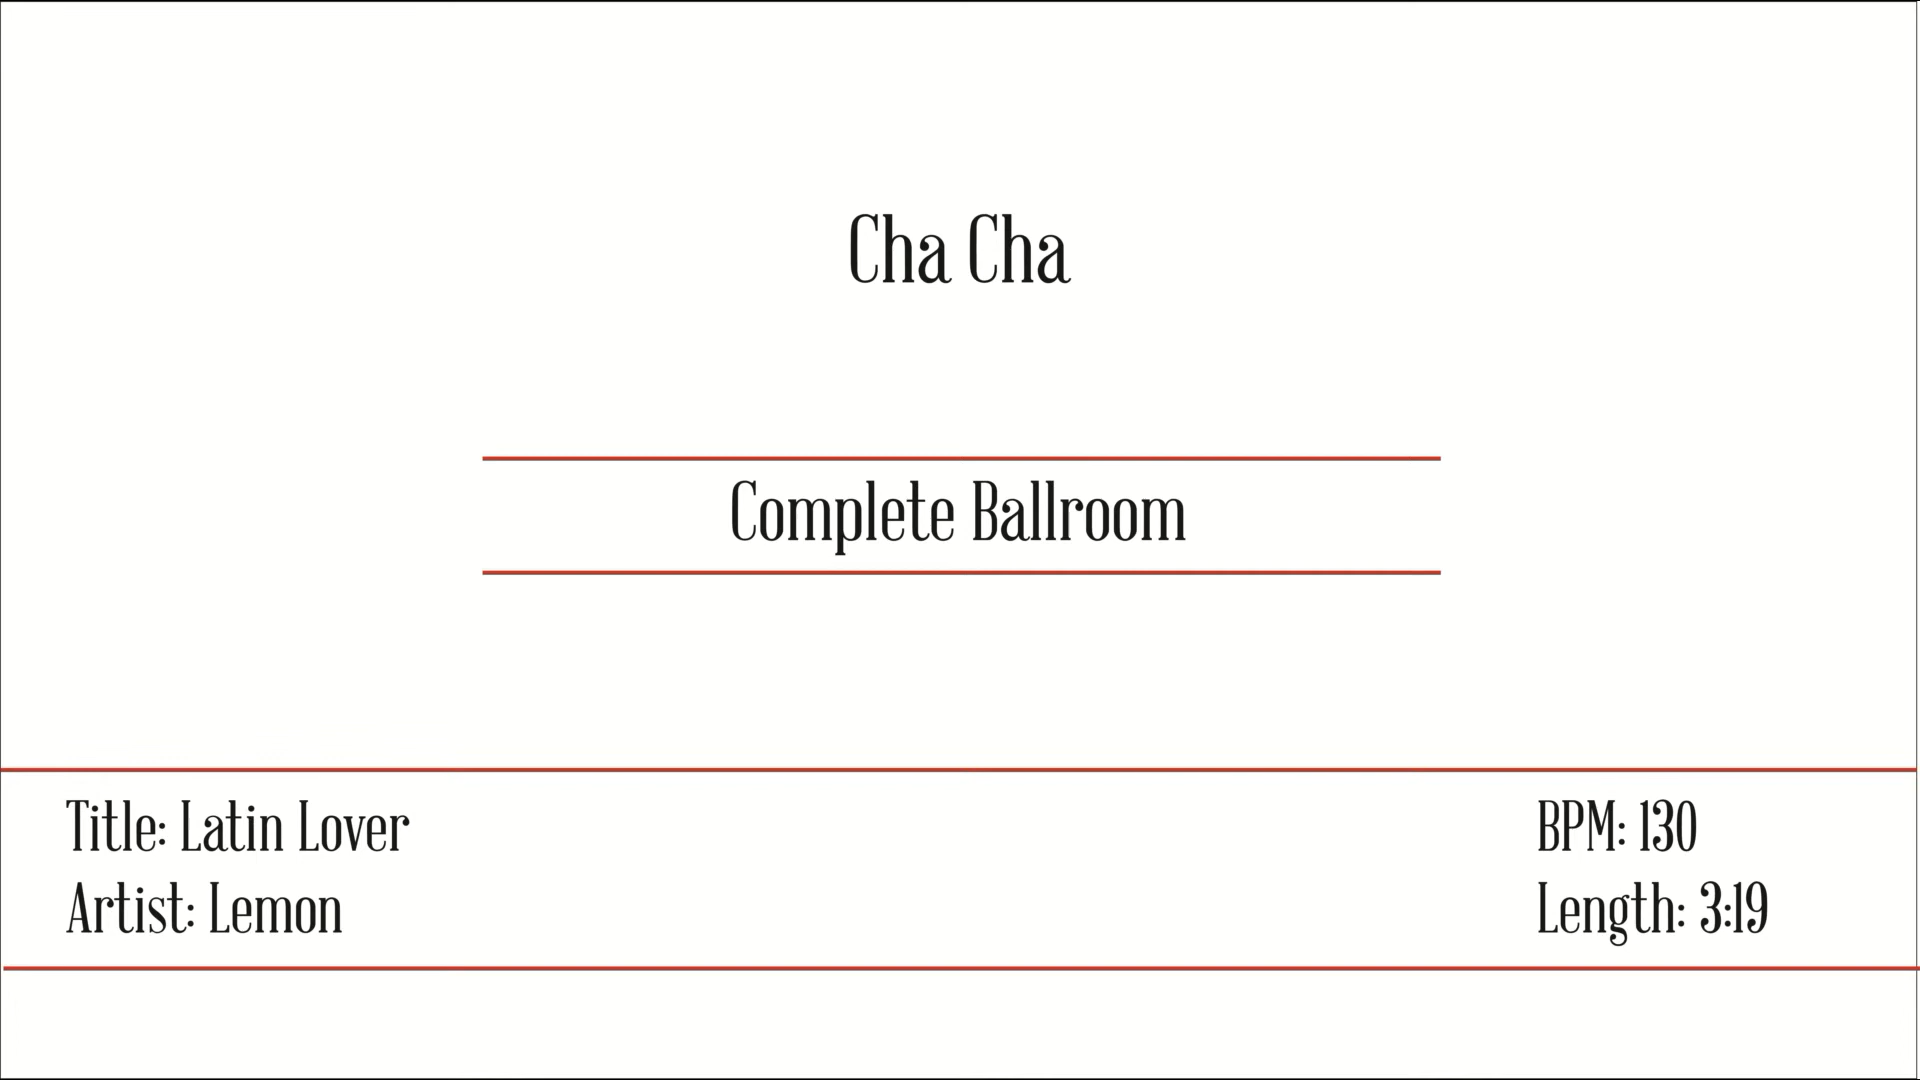 Cha Cha
Complete Ballroom
Title: Latin Lover
Artist: Lemon
BPM: 130
Length: 3:19